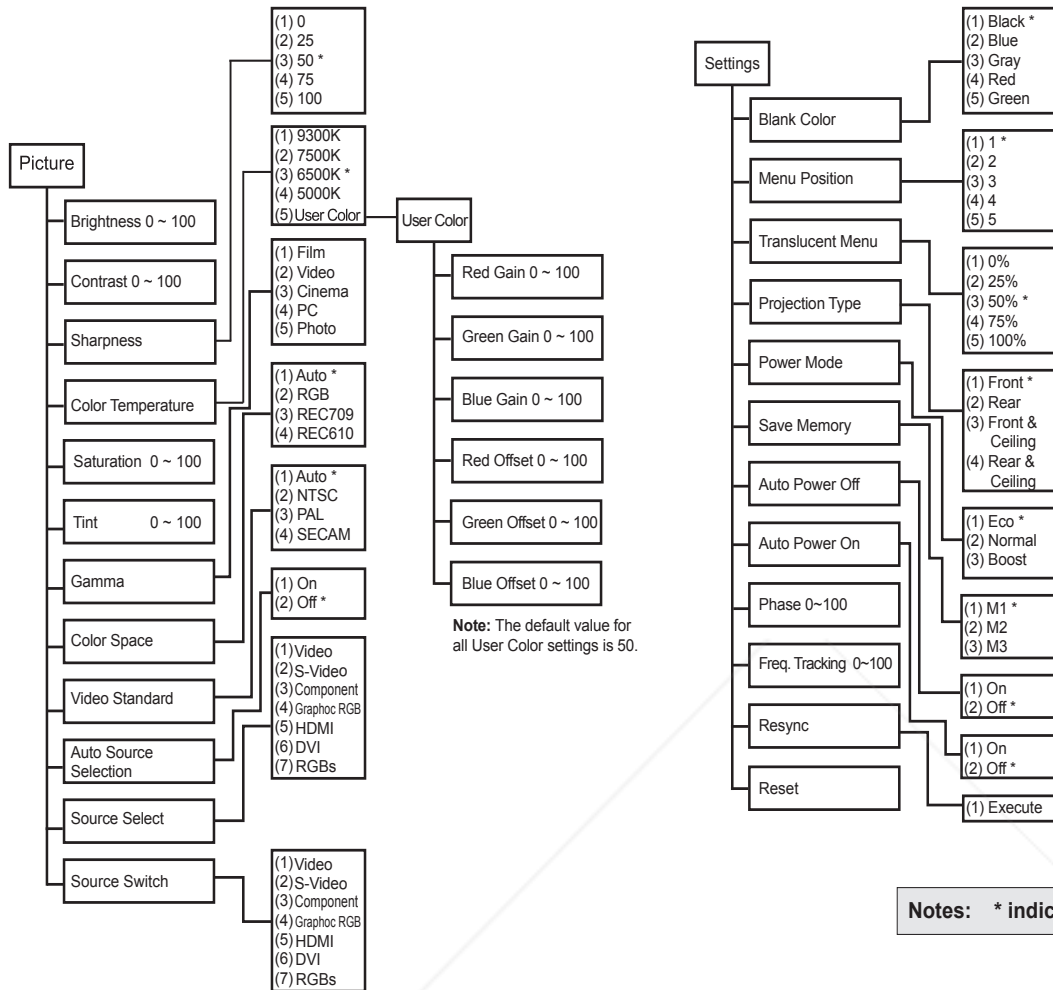 Picture
Brightness 0 ~ 100
Contrast 0 ~ 100
Sharpness
Color Temperature
Saturation 0 ~ 100
Tint 0 ~ 100
Gamma
Color Space
Video Standard
Auto Source
Selection
Source Select
Source Switch
(1) 0
(2) 25
(3) 50 *
(4) 75
(5) 100
(1) 9300K
(2) 7500K
(3) 6500K *
(4) 5000K
(5) User Color
(1) Film
(2) Video
(3) Cinema
(4) PC
(5) Photo
(1) Auto *
(2) RGB
(3) REC709
(4) REC610
(1) Auto *
(2) NTSC
(3) PAL
(4) SECAM
(1) On
(2) Off *
(1) Video
(2) S-Video
(3) Component
(4) Graphoc RGB
(5) HDMI
(6) DVI
(7) RGBs
(1) Video
(2) S-Video
(3) Component
(4) Graphoc RGB
(5) HDMI
(6) DVI
(7) RGBs
User Color
Red Gain 0 ~ 100
Green Gain 0 ~ 100
Blue Gain 0 ~ 100
Red Offset 0 ~ 100
Green Offset 0 ~ 100
Blue Offset 0 ~ 100
Note: The default value for
all User Color settings is 50.
Settings
Blank Color
Menu Position
Translucent Menu
Projection Type
Power Mode
Save Memory
Auto Power Off
Auto Power On
Phase 0~100
Freq. Tracking 0~100
Resync
Reset
(1) Black *
(2) Blue
(3) Gray
(4) Red
(5) Green
(1) 1 *
(2) 2
(3) 3
(4) 4
(5) 5
(1) 0%
(2) 25%
(3) 50% *
(4) 75%
(5) 100%
(1) Front *
(2) Rear
(3) Front &
Ceiling
(4) Rear &
Ceiling
(1) Eco *
(2) Normal
(3) Boost
(1) M1 *
(2) M2
(3) M3
(1) On
(2) Off *
(1) On
(2) Off *
(1) Execute
Notes: * indic